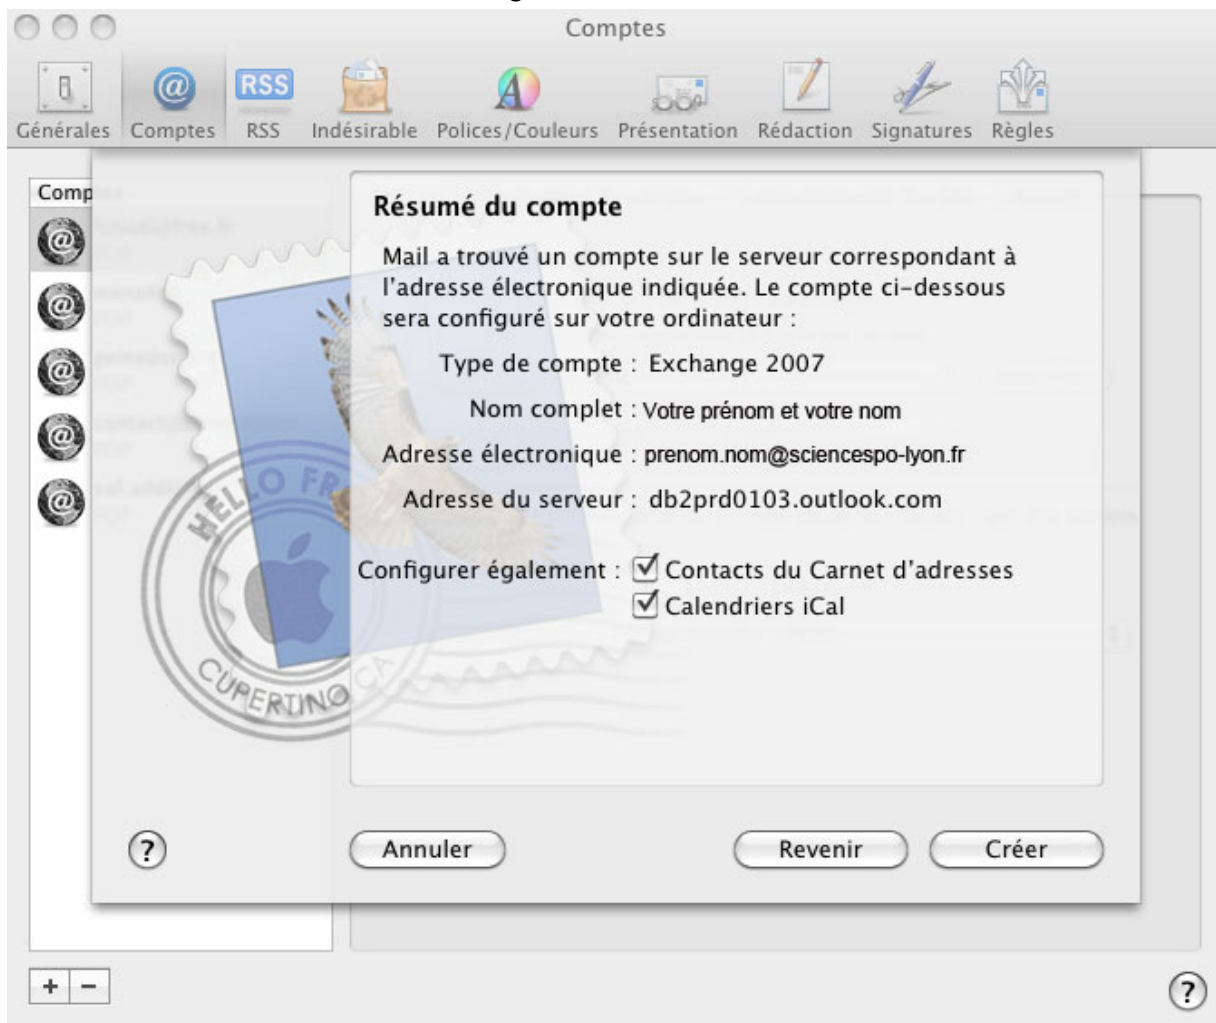 Comptes
RSS
Générales Comptes RSS Indésirable Polices/Couleurs Présentation Rédaction Signatures Règles
Comp
Résumé du compte
Mail a trouvé un compte sur le serveur correspondant à
l'adresse électronique indiquée. Le compte ci-dessous
sera configuré sur votre ordinateur :
Type de compte : Exchange 2007
Nom complet : Votre prénom et votre nom
Adresse électronique : prenom.nom@sciencespo-lyon.fr
Adresse du serveur : db2prd0103.outlook.com
Configurer également : Contacts du Carnet d'adresses
Calendriers iCal
HELLO FR
CUPERTINO CA
? Annuler Revenir Créer
+ − ?